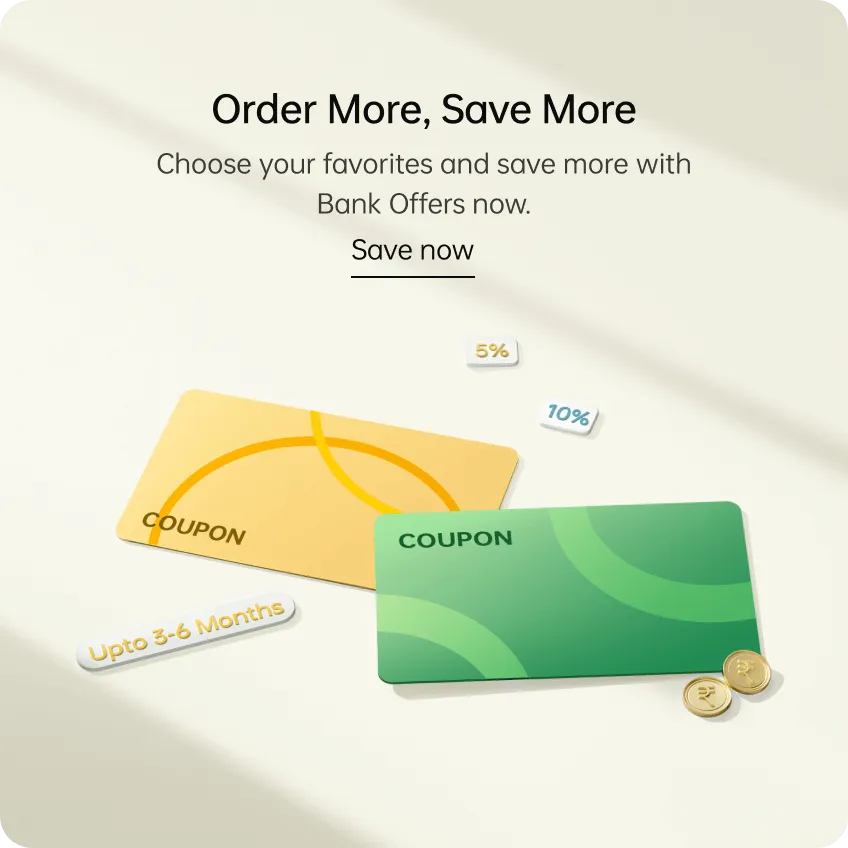 Order More, Save More
Choose your favorites and save more with
Bank Offers now.
Save now
5%
10%
COUPON
COUPON
Upto 3-6 Months
₹
₹